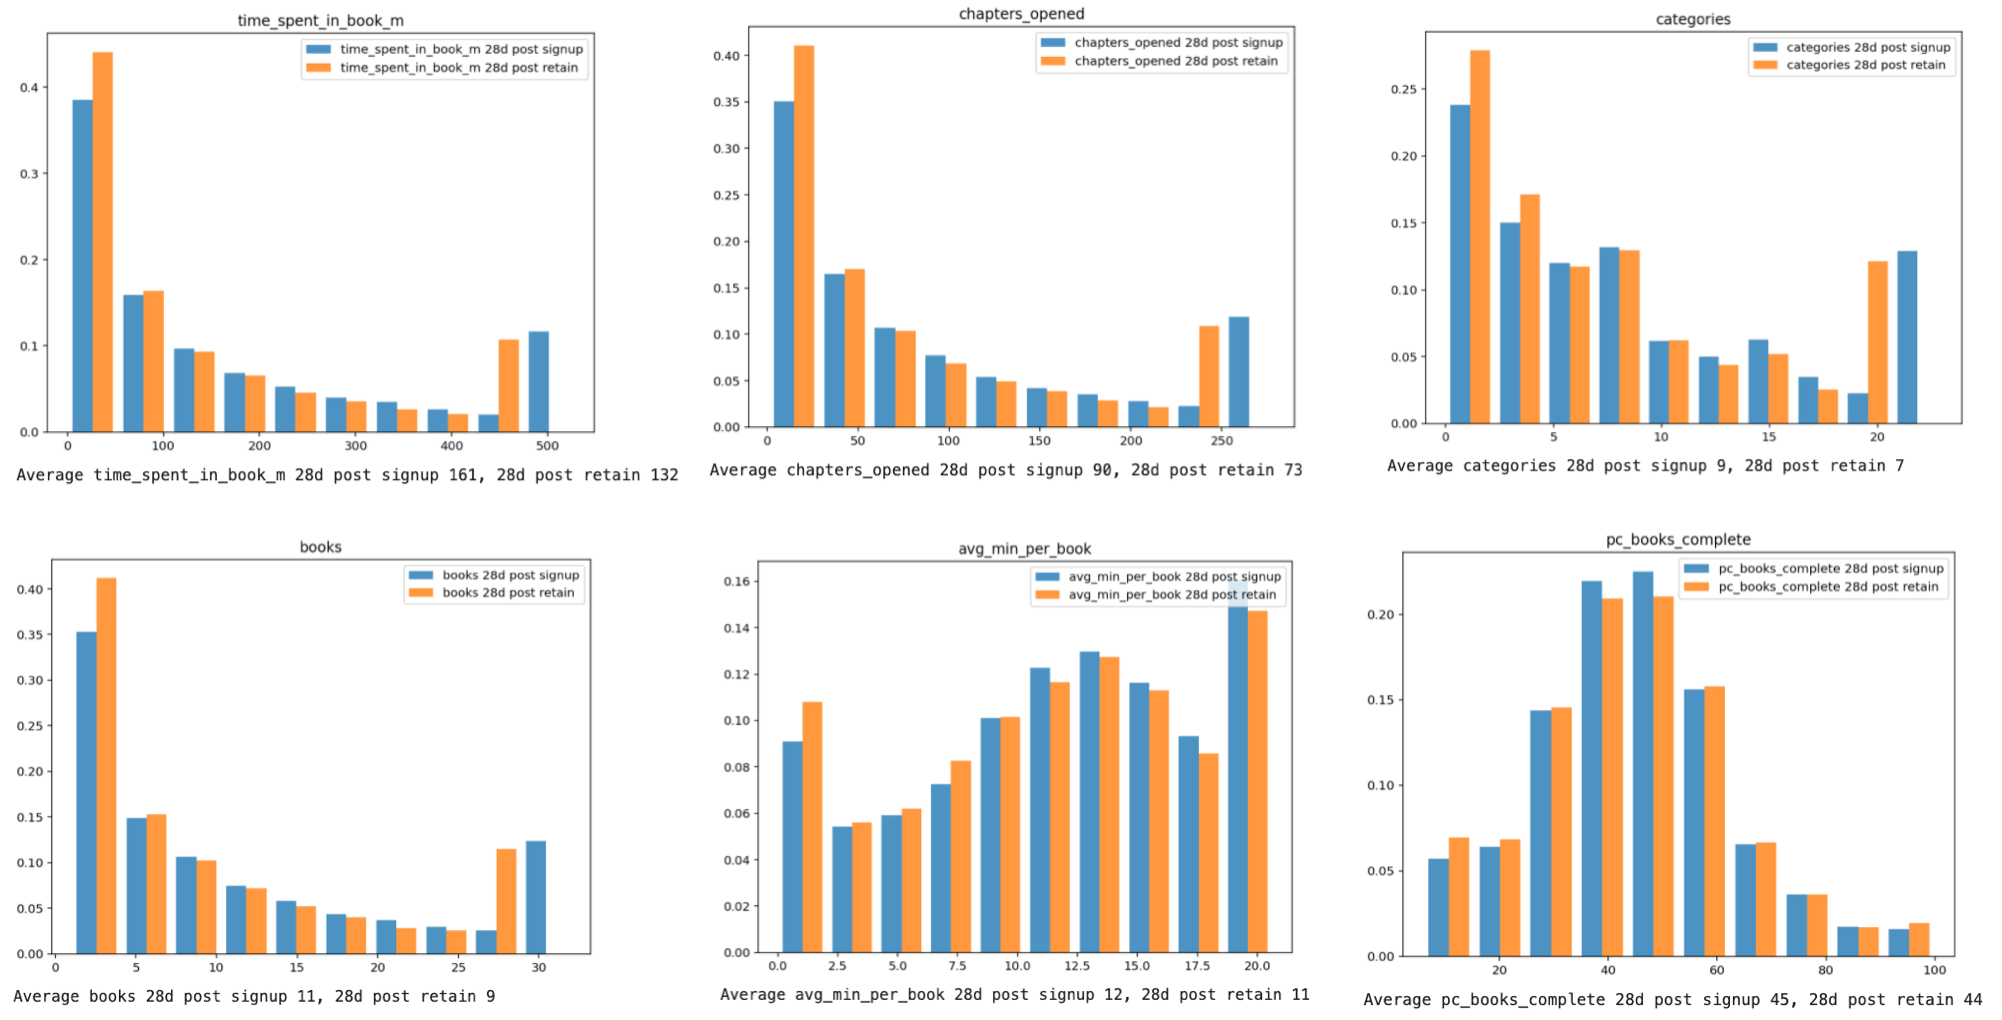 time_spent_in_book_m
time_spent_in_book_m 28d post signup
time_spent_in_book_m 28d post retain
0.4
0.3
0.2
0.1
0.0
0 100 200 300 400 500
Average time_spent_in_book_m 28d post signup 161, 28d post retain 132
chapters_opened
chapters_opened 28d post signup
chapters_opened 28d post retain
0.40
0.35
0.30
0.25
0.20
0.15
0.10
0.05
0.00
0 50 100 150 200 250
Average chapters_opened 28d post signup 90, 28d post retain 73
categories
categories 28d post signup
categories 28d post retain
0.25
0.20
0.15
0.10
0.05
0.00
0 5 10 15 20
Average categories 28d post signup 9, 28d post retain 7
books
books 28d post signup
books 28d post retain
0.40
0.35
0.30
0.25
0.20
0.15
0.10
0.05
0.00
0 5 10 15 20 25 30
Average books 28d post signup 11, 28d post retain 9
avg_min_per_book
avg_min_per_book 28d post signup
avg_min_per_book 28d post retain
0.16
0.14
0.12
0.10
0.08
0.06
0.04
0.02
0.00
0.0 2.5 5.0 7.5 10.0 12.5 15.0 17.5 20.0
Average avg_min_per_book 28d post signup 12, 28d post retain 11
pc_books_complete
pc_books_complete 28d post signup
pc_books_complete 28d post retain
0.20
0.15
0.10
0.05
0.00
20 40 60 80 100
Average pc_books_complete 28d post signup 45, 28d post retain 44